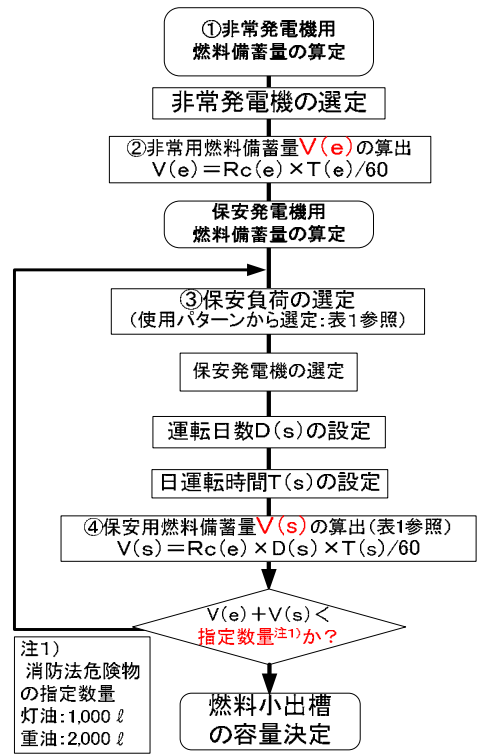 ①非常発電機用
燃料備蓄量の算定
非常発電機の選定
②非常用燃料備蓄量V(e)の算出
V(e)=Rc(e)×T(e)/60
保安発電機用
燃料備蓄量の算定
③保安負荷の選定
(使用パターンから選定:表1参照)
保安発電機の選定
運転日数D(s)の設定
日運転時間T(s)の設定
④保安用燃料備蓄量V(s)の算出(表1参照)
V(s)=Rc(e)×D(s)×T(s)/60
V(e)+V(s)<
指定数量注1)か?
注1)
消防法危険物
の指定数量
灯油:1,000ℓ
重油:2,000ℓ
燃料小出槽
の容量決定